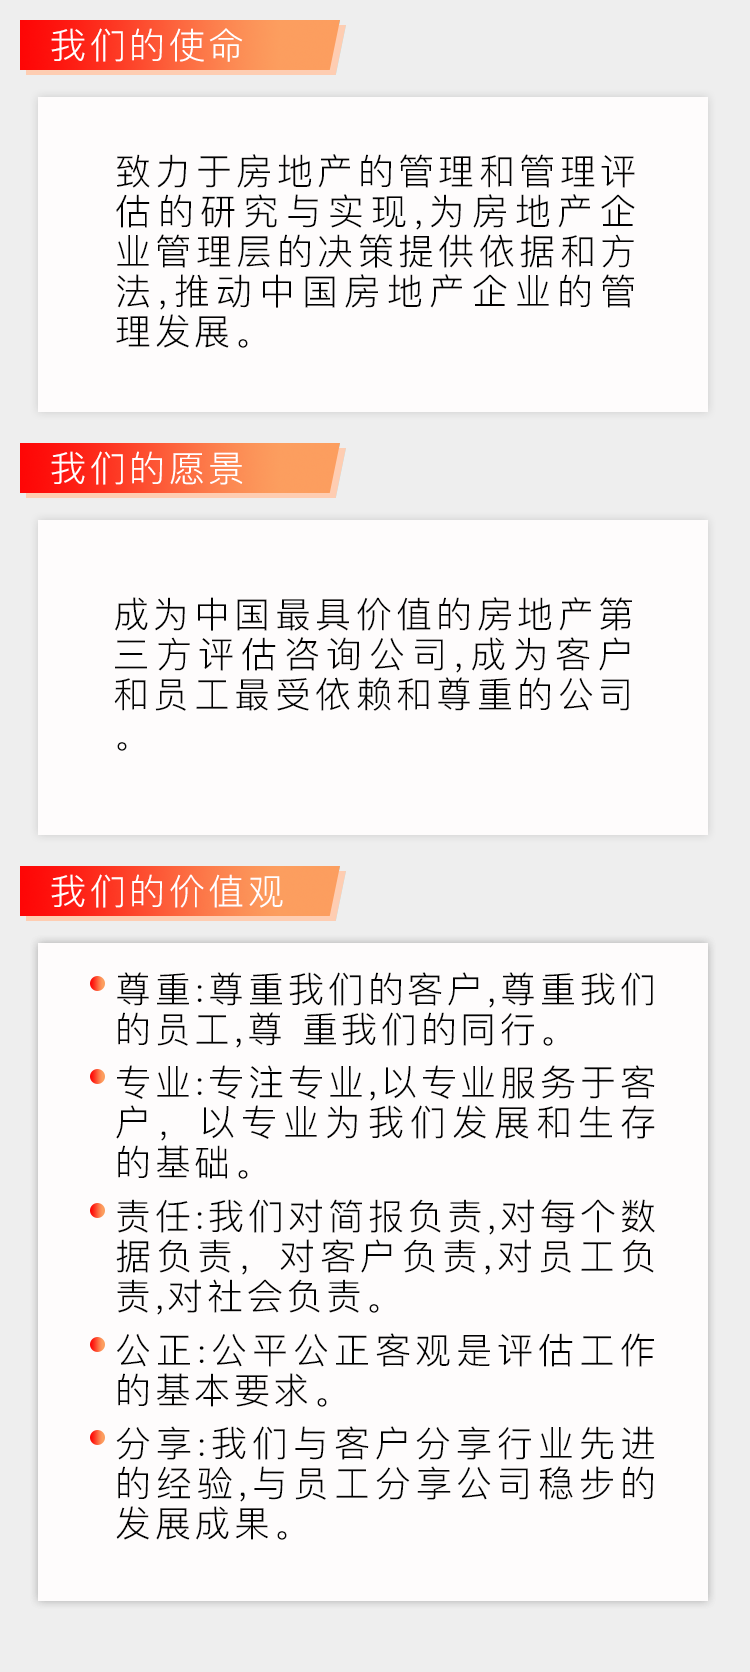 我们的使命
致力于房地产的管理和管理评
估的研究与实现,为房地产企
业管理层的决策提供依据和方
法,推动中国房地产企业的管
理发展。
我们的愿景
成为中国最具价值的房地产第
三方评估咨询公司,成为客户
和员工最受依赖和尊重的公司
。
我们的价值观
尊重:尊重我们的客户,尊重我们
的员工,尊 重我们的同行。
专业:专注专业,以专业服务于客
户，以专业为我们发展和生存
的基础。
责任:我们对简报负责,对每个数
据负责，对客户负责,对员工负
责,对社会负责。
公正:公平公正客观是评估工作
的基本要求。
分享:我们与客户分享行业先进
的经验,与员工分享公司稳步的
发展成果。